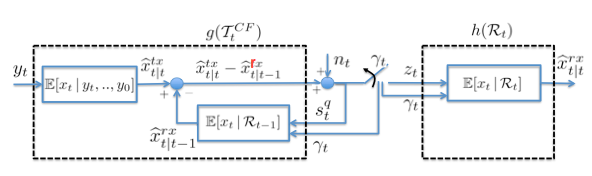 g(𝒯_t^{CF})
h(ℛ_t)
y_t
𝔼[x_t | y_t, .., y_0]
x̂_{t|t}^{tx}
+
−
x̂_{t|t}^{tx} − x̂_{t|t−1}^{rx}
n_t
+
+
γ_t
s_t^q
z_t
γ_t
𝔼[x_t | ℛ_t]
x̂_{t|t}^{rx}
𝔼[x_t | ℛ_{t−1}]
x̂_{t|t−1}^{rx}
γ_t